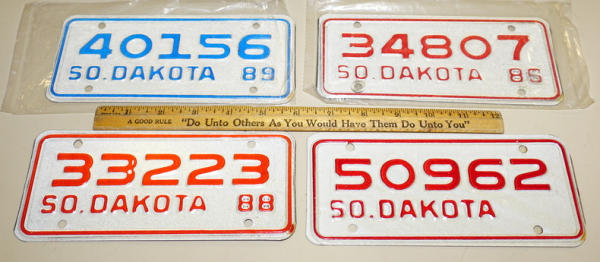 40156
SO. DAKOTA 89
34807
SO. DAKOTA 86
A GOOD RULE "Do Unto Others As You Would Have Them Do Unto You"
33223
SO. DAKOTA 88
50962
SO. DAKOTA